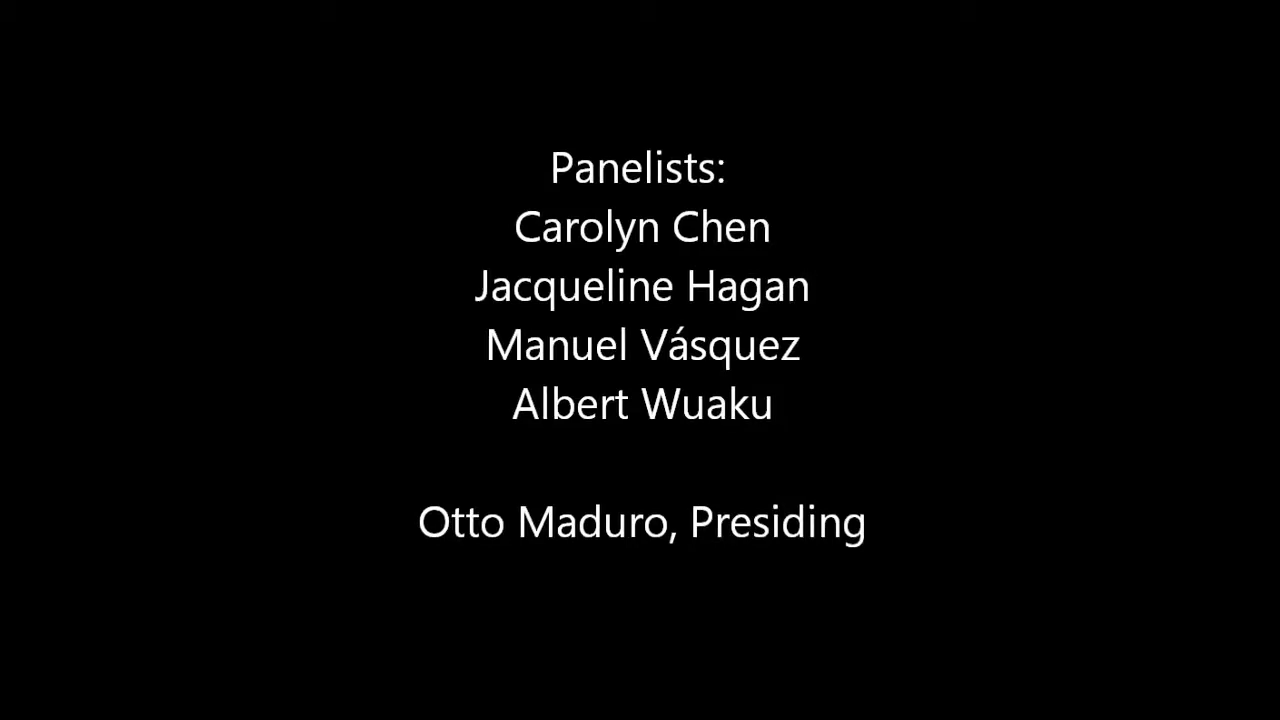 Panelists:
Carolyn Chen
Jacqueline Hagan
Manuel Vásquez
Albert Wuaku
Otto Maduro, Presiding